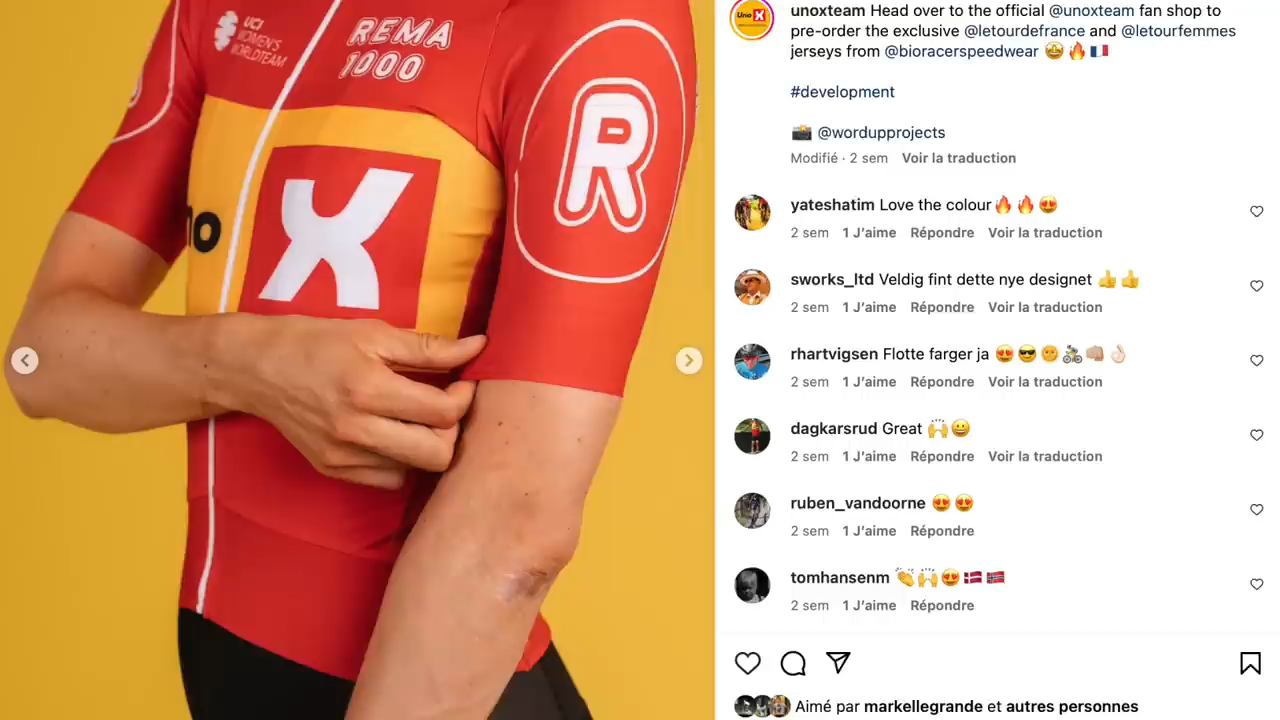 UCI
WOMEN'S
WORLDTEAM
REMA
1000
R
no
X
Uno X
unoxteam Head over to the official @unoxteam fan shop to
pre-order the exclusive @letourdefrance and @letourfemmes
jerseys from @bioracerspeedwear 🤩🔥🇫🇷
#development
📸 @wordupprojects
Modifié · 2 sem Voir la traduction
yateshatim Love the colour🔥🔥😍
2 sem 1 J’aime Répondre Voir la traduction
sworks_ltd Veldig fint dette nye designet 👍👍
2 sem 1 J’aime Répondre Voir la traduction
rhartvigsen Flotte farger ja 😍😎🌞🚴👊🏼👌🏻
2 sem 1 J’aime Répondre Voir la traduction
dagkarsrud Great 🙌😀
2 sem 1 J’aime Répondre Voir la traduction
ruben_vandoorne 😍😍
2 sem 1 J’aime Répondre
tomhansenm 👏🙌😍🇩🇰🇳🇴
2 sem 1 J’aime Répondre
Aimé par markellegrande et autres personnes